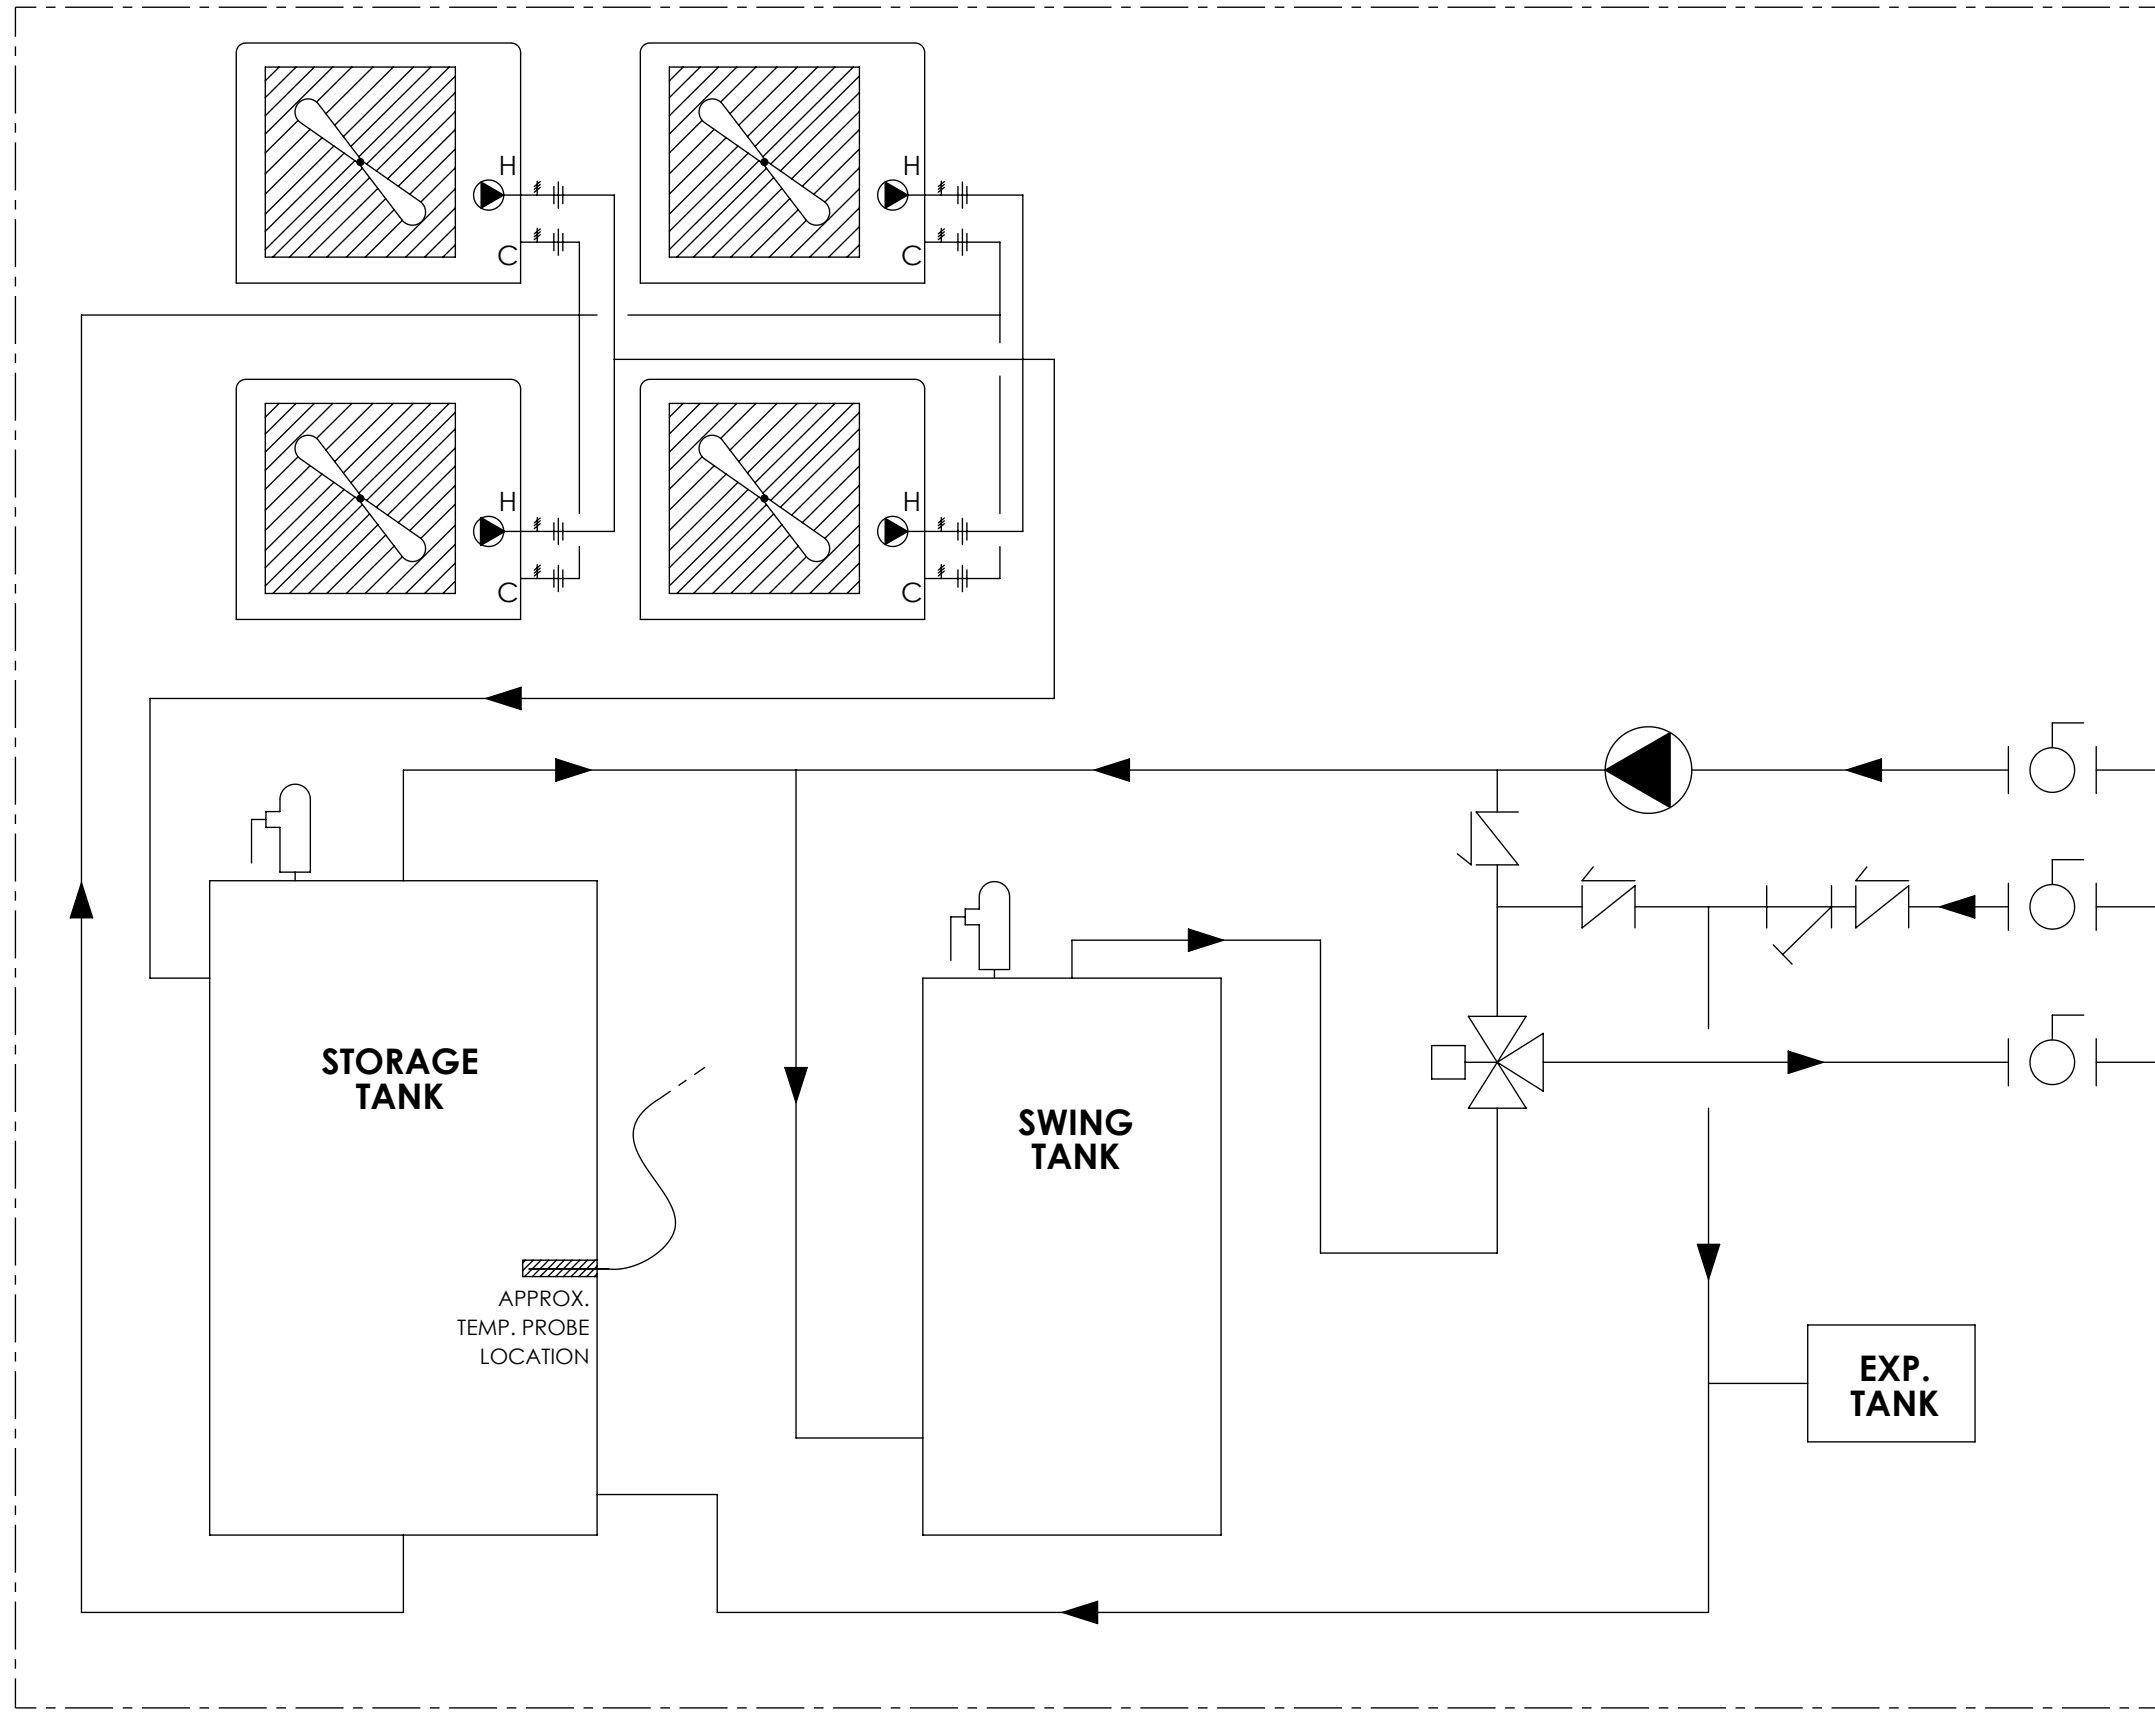 H
H
C
C
H
H
C
C
STORAGE
TANK
SWING
TANK
APPROX.
TEMP. PROBE
LOCATION
EXP.
TANK